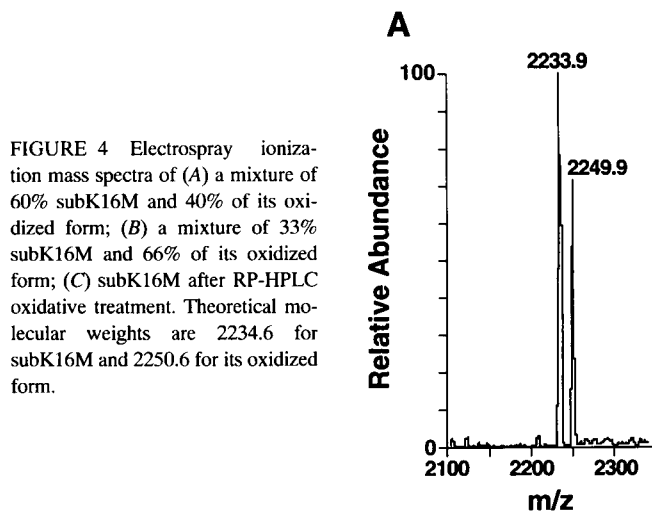 FIGURE 4 Electrospray ioniza-
tion mass spectra of (A) a mixture of
60% subK16M and 40% of its oxi-
dized form; (B) a mixture of 33%
subK16M and 66% of its oxidized
form; (C) subK16M after RP-HPLC
oxidative treatment. Theoretical mo-
lecular weights are 2234.6 for
subK16M and 2250.6 for its oxidized
form.
A
2233.9
100
2249.9
Relative Abundance
0
2100 2200 2300
m/z